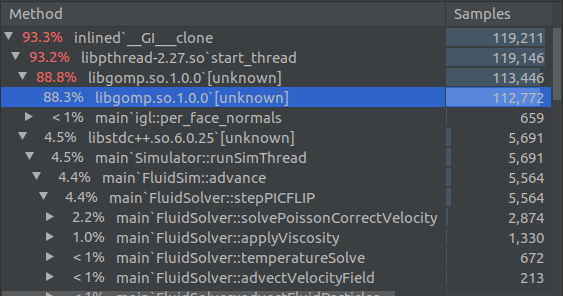 Method Samples
93.3% inlined`__GI___clone 119,211
93.2% libpthread-2.27.so`start_thread 119,146
88.8% libgomp.so.1.0.0`[unknown] 113,446
88.3% libgomp.so.1.0.0`[unknown] 112,772
< 1% main`igl::per_face_normals 659
4.5% libstdc++.so.6.0.25`[unknown] 5,691
4.5% main`Simulator::runSimThread 5,691
4.4% main`FluidSim::advance 5,564
4.4% main`FluidSolver::stepPICFLIP 5,564
2.2% main`FluidSolver::solvePoissonCorrectVelocity 2,874
1.0% main`FluidSolver::applyViscosity 1,330
< 1% main`FluidSolver::temperatureSolve 672
< 1% main`FluidSolver::advectVelocityField 213